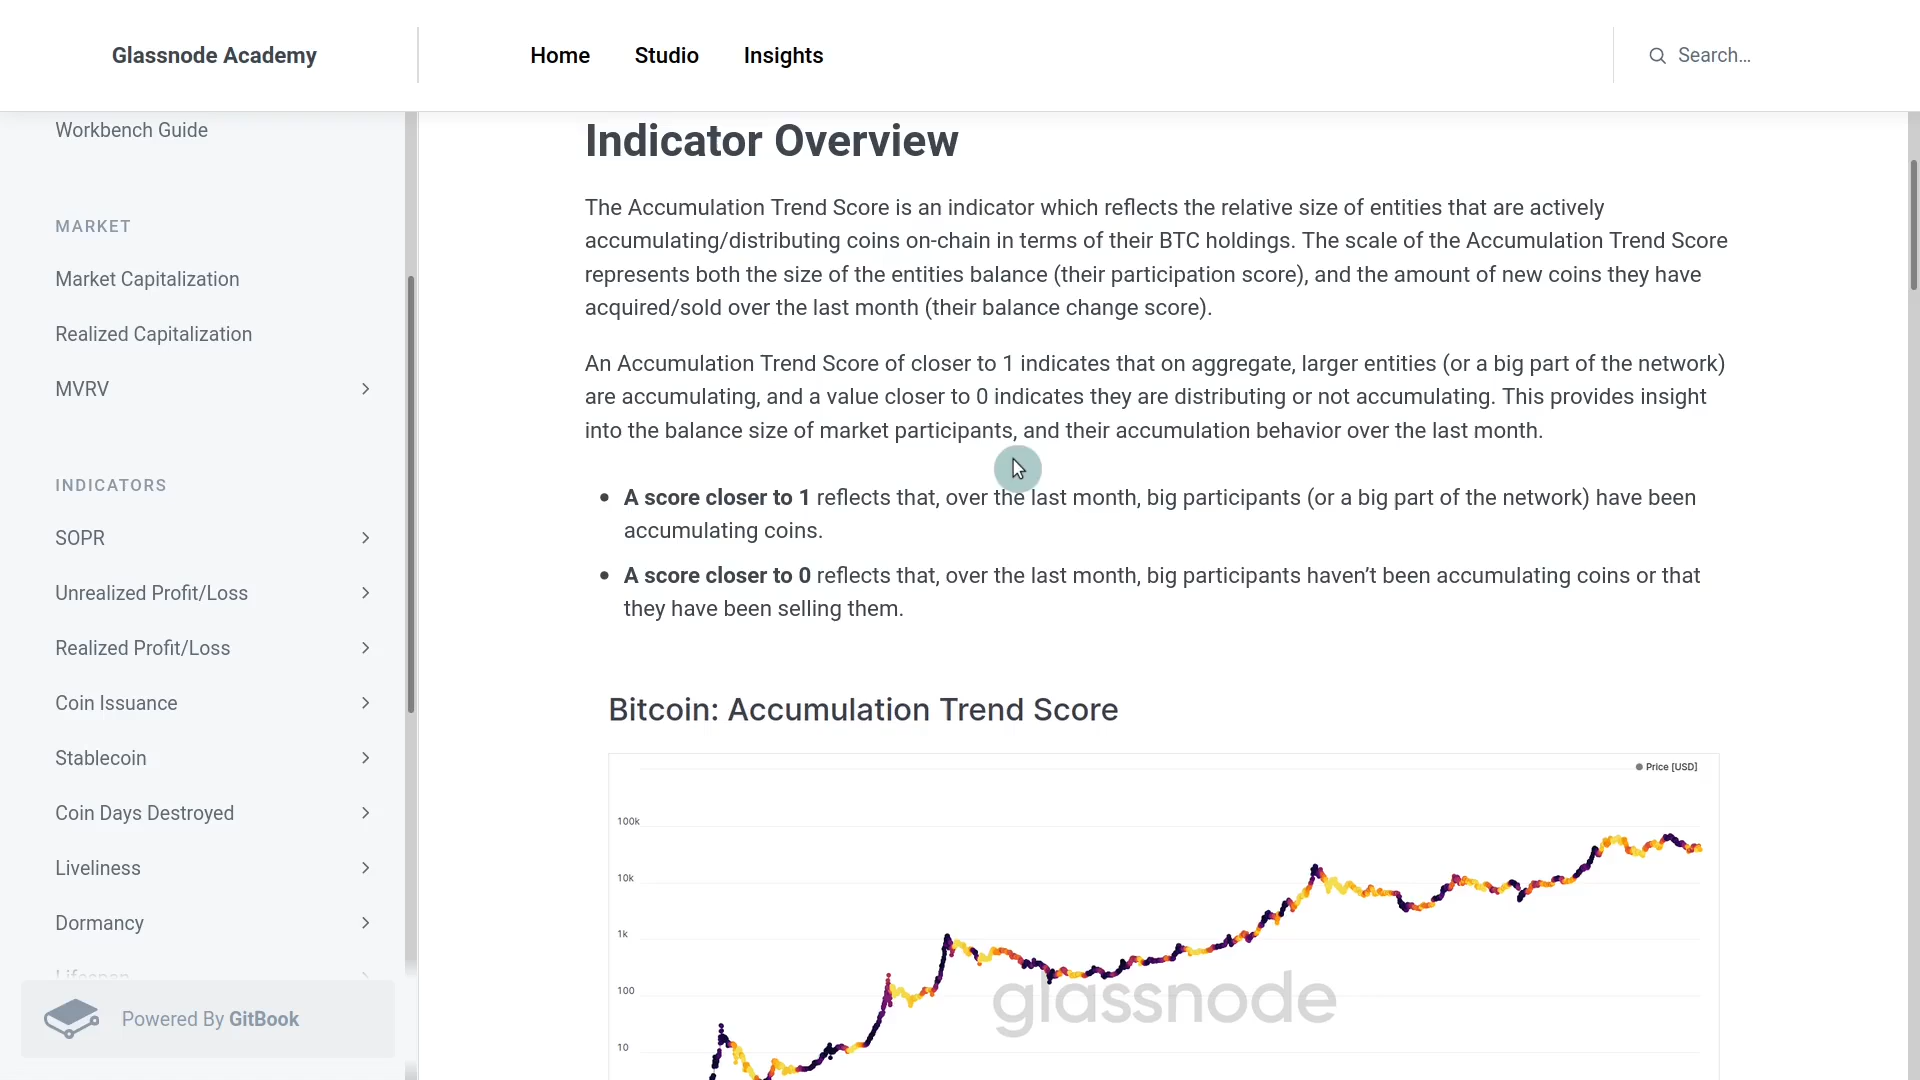 Glassnode Academy
Home Studio Insights
Search...
Workbench Guide
MARKET
Market Capitalization
Realized Capitalization
MVRV
INDICATORS
SOPR
Unrealized Profit/Loss
Realized Profit/Loss
Coin Issuance
Stablecoin
Coin Days Destroyed
Liveliness
Dormancy
Lifespan
Powered By GitBook
Indicator Overview
The Accumulation Trend Score is an indicator which reflects the relative size of entities that are actively
accumulating/distributing coins on-chain in terms of their BTC holdings. The scale of the Accumulation Trend Score
represents both the size of the entities balance (their participation score), and the amount of new coins they have
acquired/sold over the last month (their balance change score).
An Accumulation Trend Score of closer to 1 indicates that on aggregate, larger entities (or a big part of the network)
are accumulating, and a value closer to 0 indicates they are distributing or not accumulating. This provides insight
into the balance size of market participants, and their accumulation behavior over the last month.
• A score closer to 1 reflects that, over the last month, big participants (or a big part of the network) have been
accumulating coins.
• A score closer to 0 reflects that, over the last month, big participants haven't been accumulating coins or that
they have been selling them.
Bitcoin: Accumulation Trend Score
Price [USD]
100k
10k
1k
100
10
glassnode